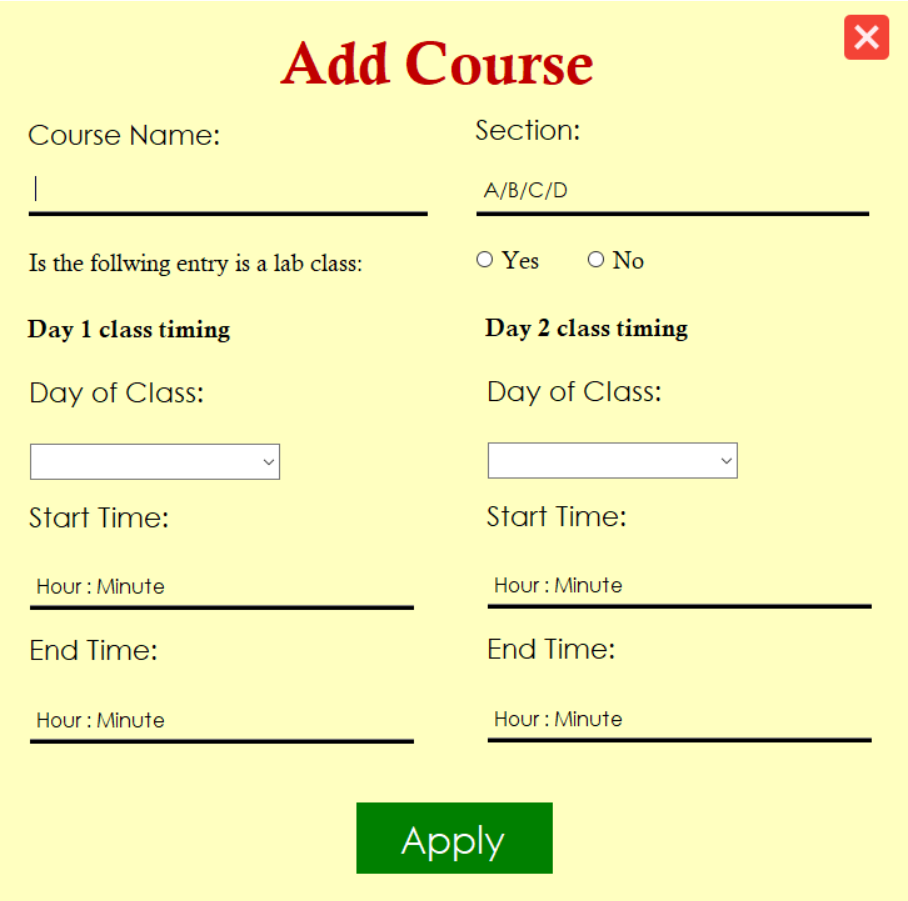 Add Course
Course Name:
Section:
A/B/C/D
Is the follwing entry is a lab class:
Yes
No
Day 1 class timing
Day 2 class timing
Day of Class:
Day of Class:
Start Time:
Start Time:
Hour : Minute
Hour : Minute
End Time:
End Time:
Hour : Minute
Hour : Minute
Apply